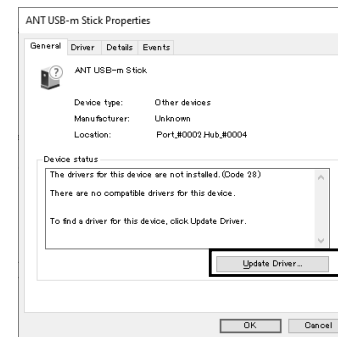 ANT USB-m Stick Properties
General Driver Details Events
ANT USB-m Stick
Device type: Other devices
Manufacturer: Unknown
Location: Port_#0002.Hub_#0004
Device status
The drivers for this device are not installed. (Code 28)
There are no compatible drivers for this device.
To find a driver for this device, click Update Driver.
Update Driver...
OK Cancel